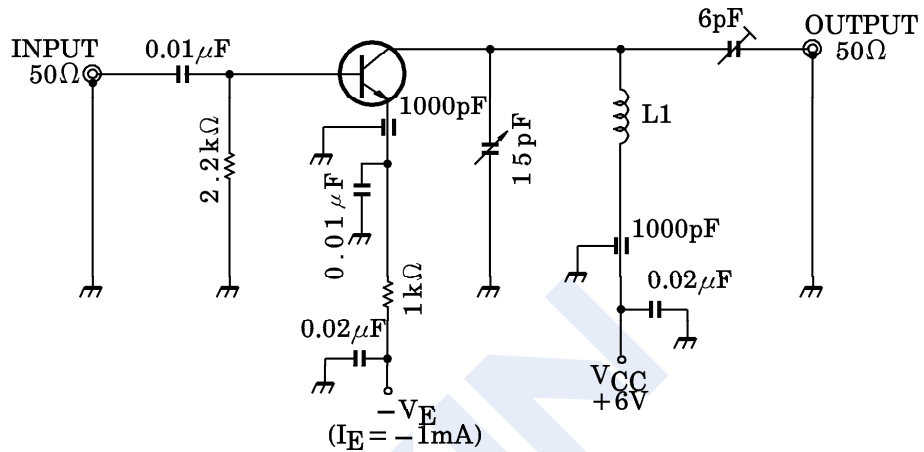 INPUT
50Ω
0.01μF
2.2kΩ
1000pF
0.01μF
1kΩ
0.02μF
−VE
(IE = −1mA)
15pF
6pF
OUTPUT
50Ω
L1
1000pF
0.02μF
VCC
+6V